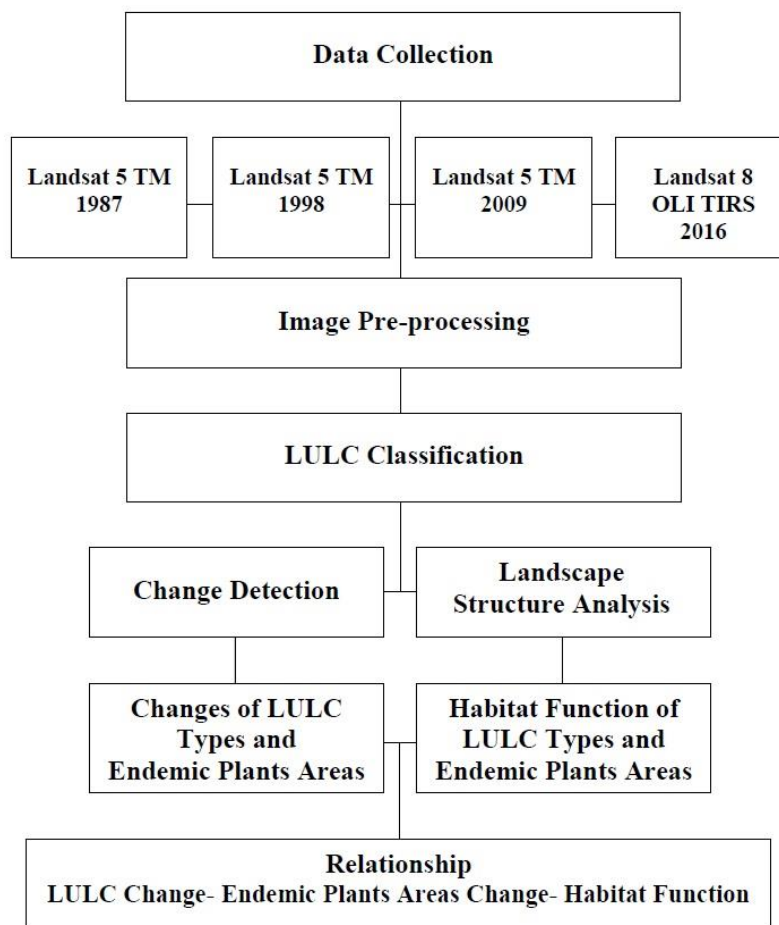 Data Collection
Landsat 5 TM
1987
Landsat 5 TM
1998
Landsat 5 TM
2009
Landsat 8
OLI TIRS
2016
Image Pre-processing
LULC Classification
Change Detection
Landscape
Structure Analysis
Changes of LULC
Types and
Endemic Plants Areas
Habitat Function of
LULC Types and
Endemic Plants Areas
Relationship
LULC Change- Endemic Plants Areas Change- Habitat Function